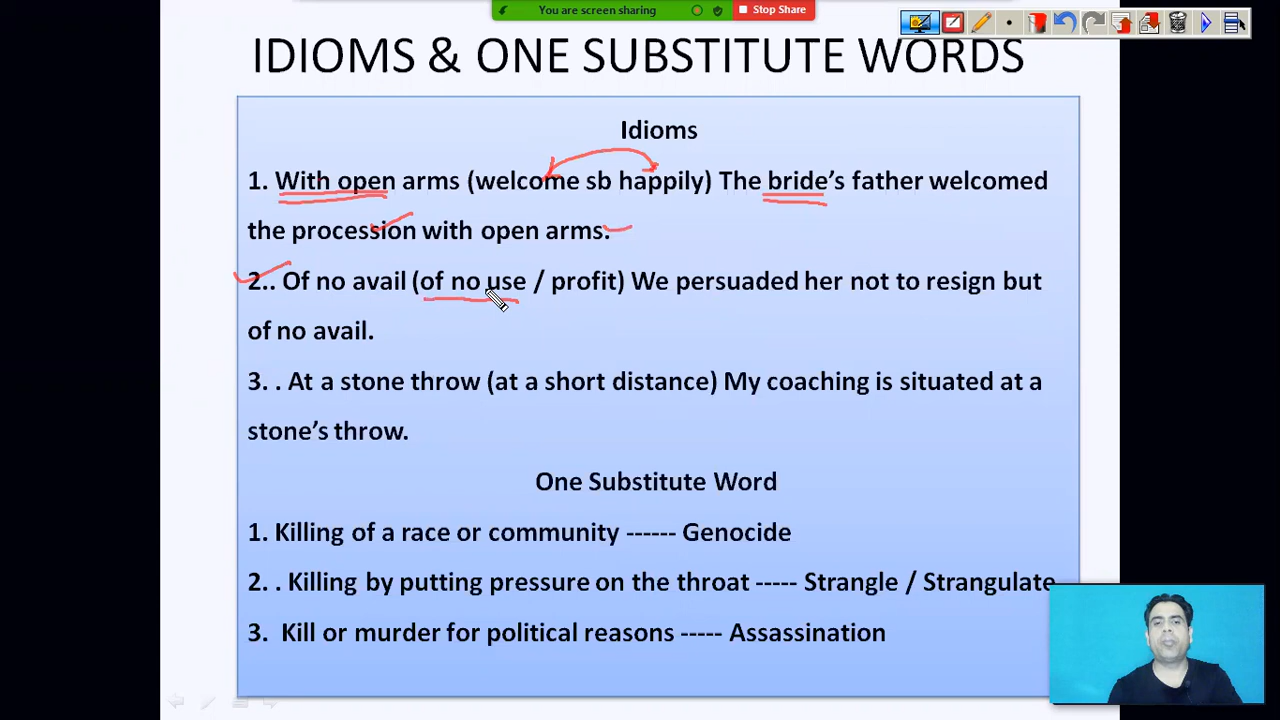 You are screen sharing
Stop Share
IDIOMS & ONE SUBSTITUTE WORDS
Idioms
1. With open arms (welcome sb happily) The bride's father welcomed
the procession with open arms.
2.. Of no avail (of no use / profit) We persuaded her not to resign but
of no avail.
3. . At a stone throw (at a short distance) My coaching is situated at a
stone's throw.
One Substitute Word
1. Killing of a race or community ------ Genocide
2. . Killing by putting pressure on the throat ----- Strangle / Strangulate
3. Kill or murder for political reasons ----- Assassination